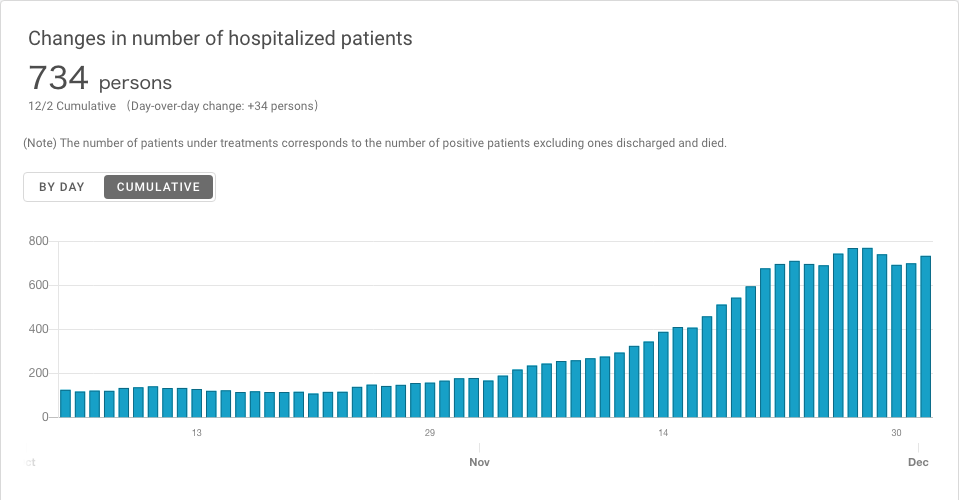 Changes in number of hospitalized patients
734 persons
12/2 Cumulative （Day-over-day change: +34 persons）
(Note) The number of patients under treatments corresponds to the number of positive patients excluding ones discharged and died.
BY DAY CUMULATIVE
800
600
400
200
0
13 29 14 30
ct Nov Dec